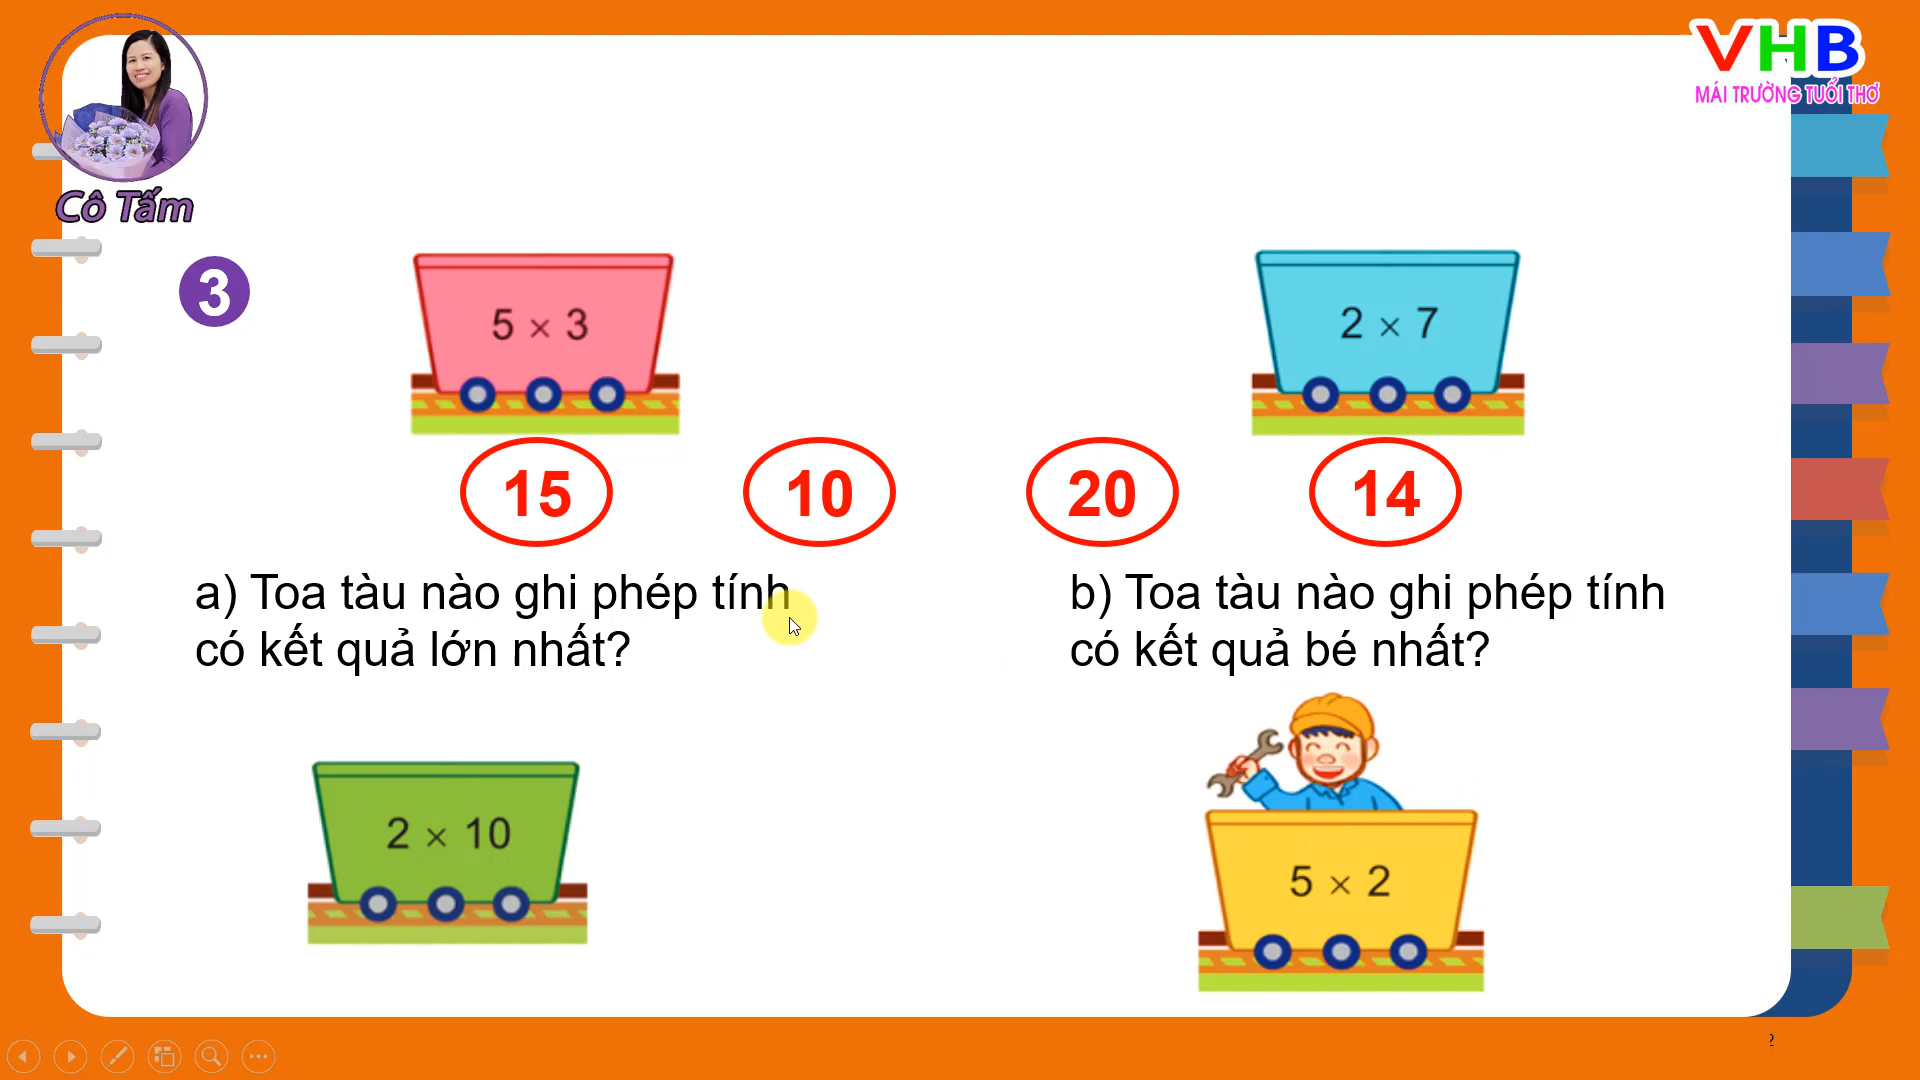 VHB
MÁI TRƯỜNG TUỔI THƠ
Cô Tấm
3
5 × 3
2 × 7
15
10
20
14
a) Toa tàu nào ghi phép tính
có kết quả lớn nhất?
b) Toa tàu nào ghi phép tính
có kết quả bé nhất?
2 × 10
5 × 2